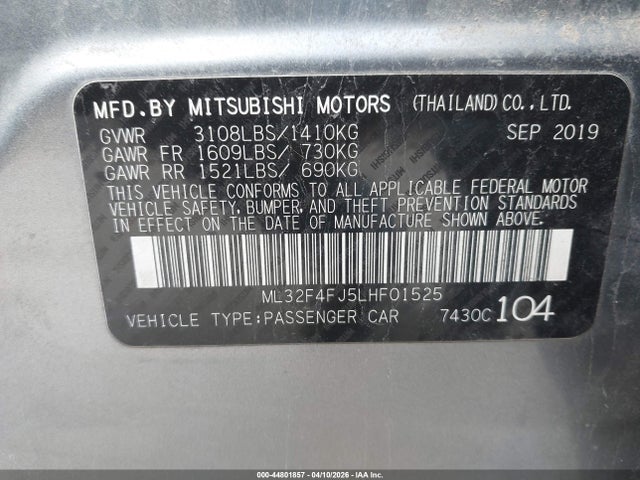 MFD.BY MITSUBISHI MOTORS (THAILAND)CO.,LTD.
GVWR 3108LBS/1410KG SEP 2019
GAWR FR 1609LBS/ 730KG
GAWR RR 1521LBS/ 690KG
THIS VEHICLE CONFORMS TO ALL APPLICABLE FEDERAL MOTOR
VEHICLE SAFETY, BUMPER, AND THEFT PREVENTION STANDARDS
IN EFFECT ON THE DATE OF MANUFACTURE SHOWN ABOVE.
ML32F4FJ5LHF01525
VEHICLE TYPE:PASSENGER CAR 7430C 104
000-44801857 - 04/10/2026 - IAA Inc.